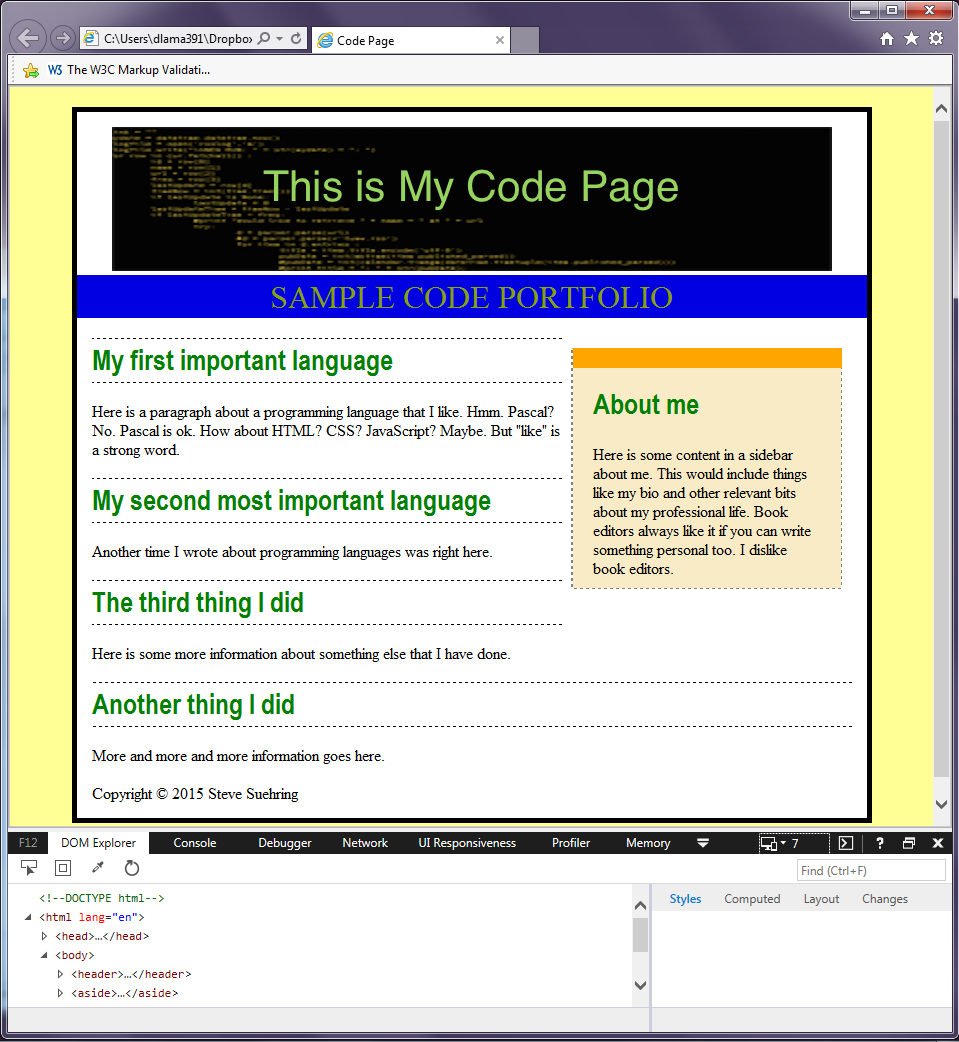 C:\Users\dlama391\Dropbox
Code Page
W3 The W3C Markup Validati...
This is My Code Page
SAMPLE CODE PORTFOLIO
My first important language
Here is a paragraph about a programming language that I like. Hmm. Pascal?
No. Pascal is ok. How about HTML? CSS? JavaScript? Maybe. But "like" is
a strong word.
My second most important language
Another time I wrote about programming languages was right here.
The third thing I did
Here is some more information about something else that I have done.
About me
Here is some content in a sidebar
about me. This would include things
like my bio and other relevant bits
about my professional life. Book
editors always like it if you can write
something personal too. I dislike
book editors.
Another thing I did
More and more and more information goes here.
Copyright © 2015 Steve Suehring
F12 DOM Explorer Console Debugger Network UI Responsiveness Profiler Memory 7 ?
Find (Ctrl+F)
Styles Computed Layout Changes
<!--DOCTYPE html-->
<html lang="en">
<head>…</head>
<body>
<header>…</header>
<aside>…</aside>